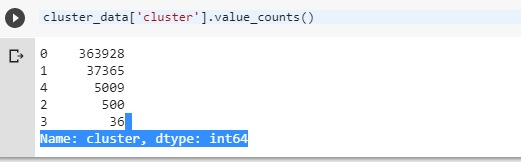 cluster_data['cluster'].value_counts()
0    363928
1     37365
4      5009
2       500
3        36
Name: cluster, dtype: int64